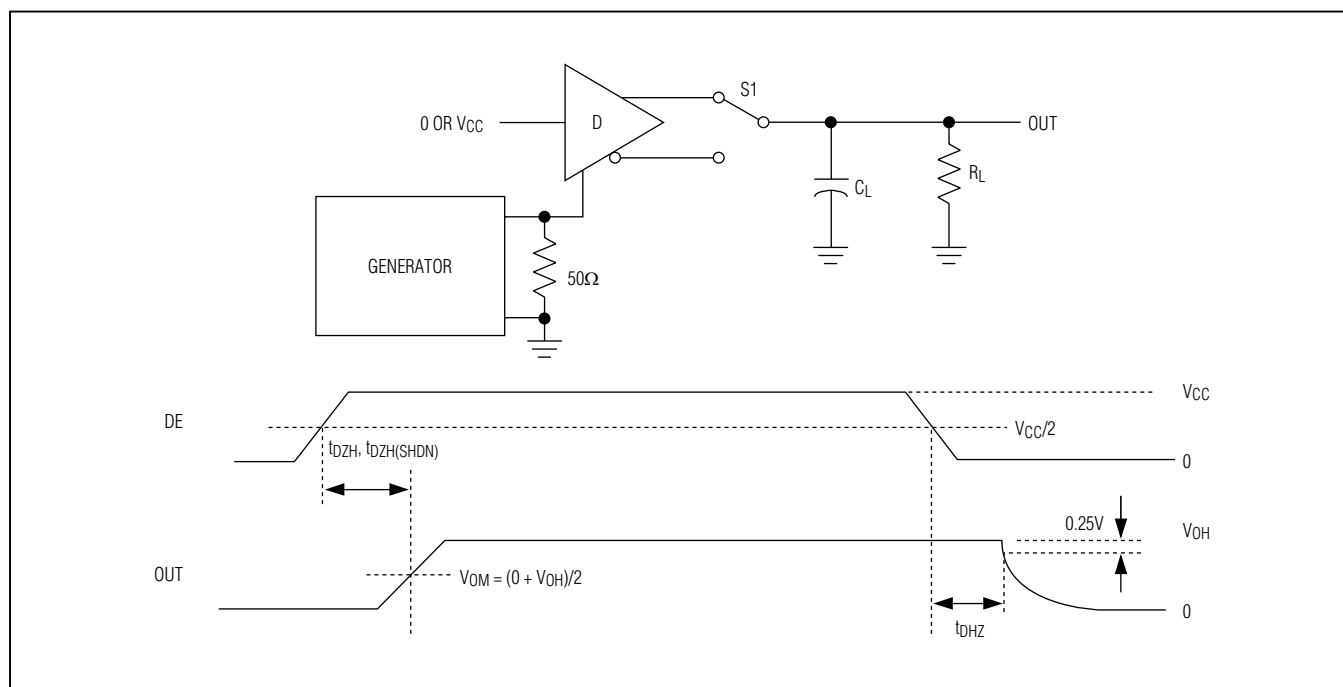 S1
0 OR VCC
D
OUT
CL
RL
GENERATOR
50Ω
VCC
DE
VCC/2
tDZH, tDZH(SHDN)
0
0.25V
VOH
OUT
VOM = (0 + VOH)/2
0
tDHZ